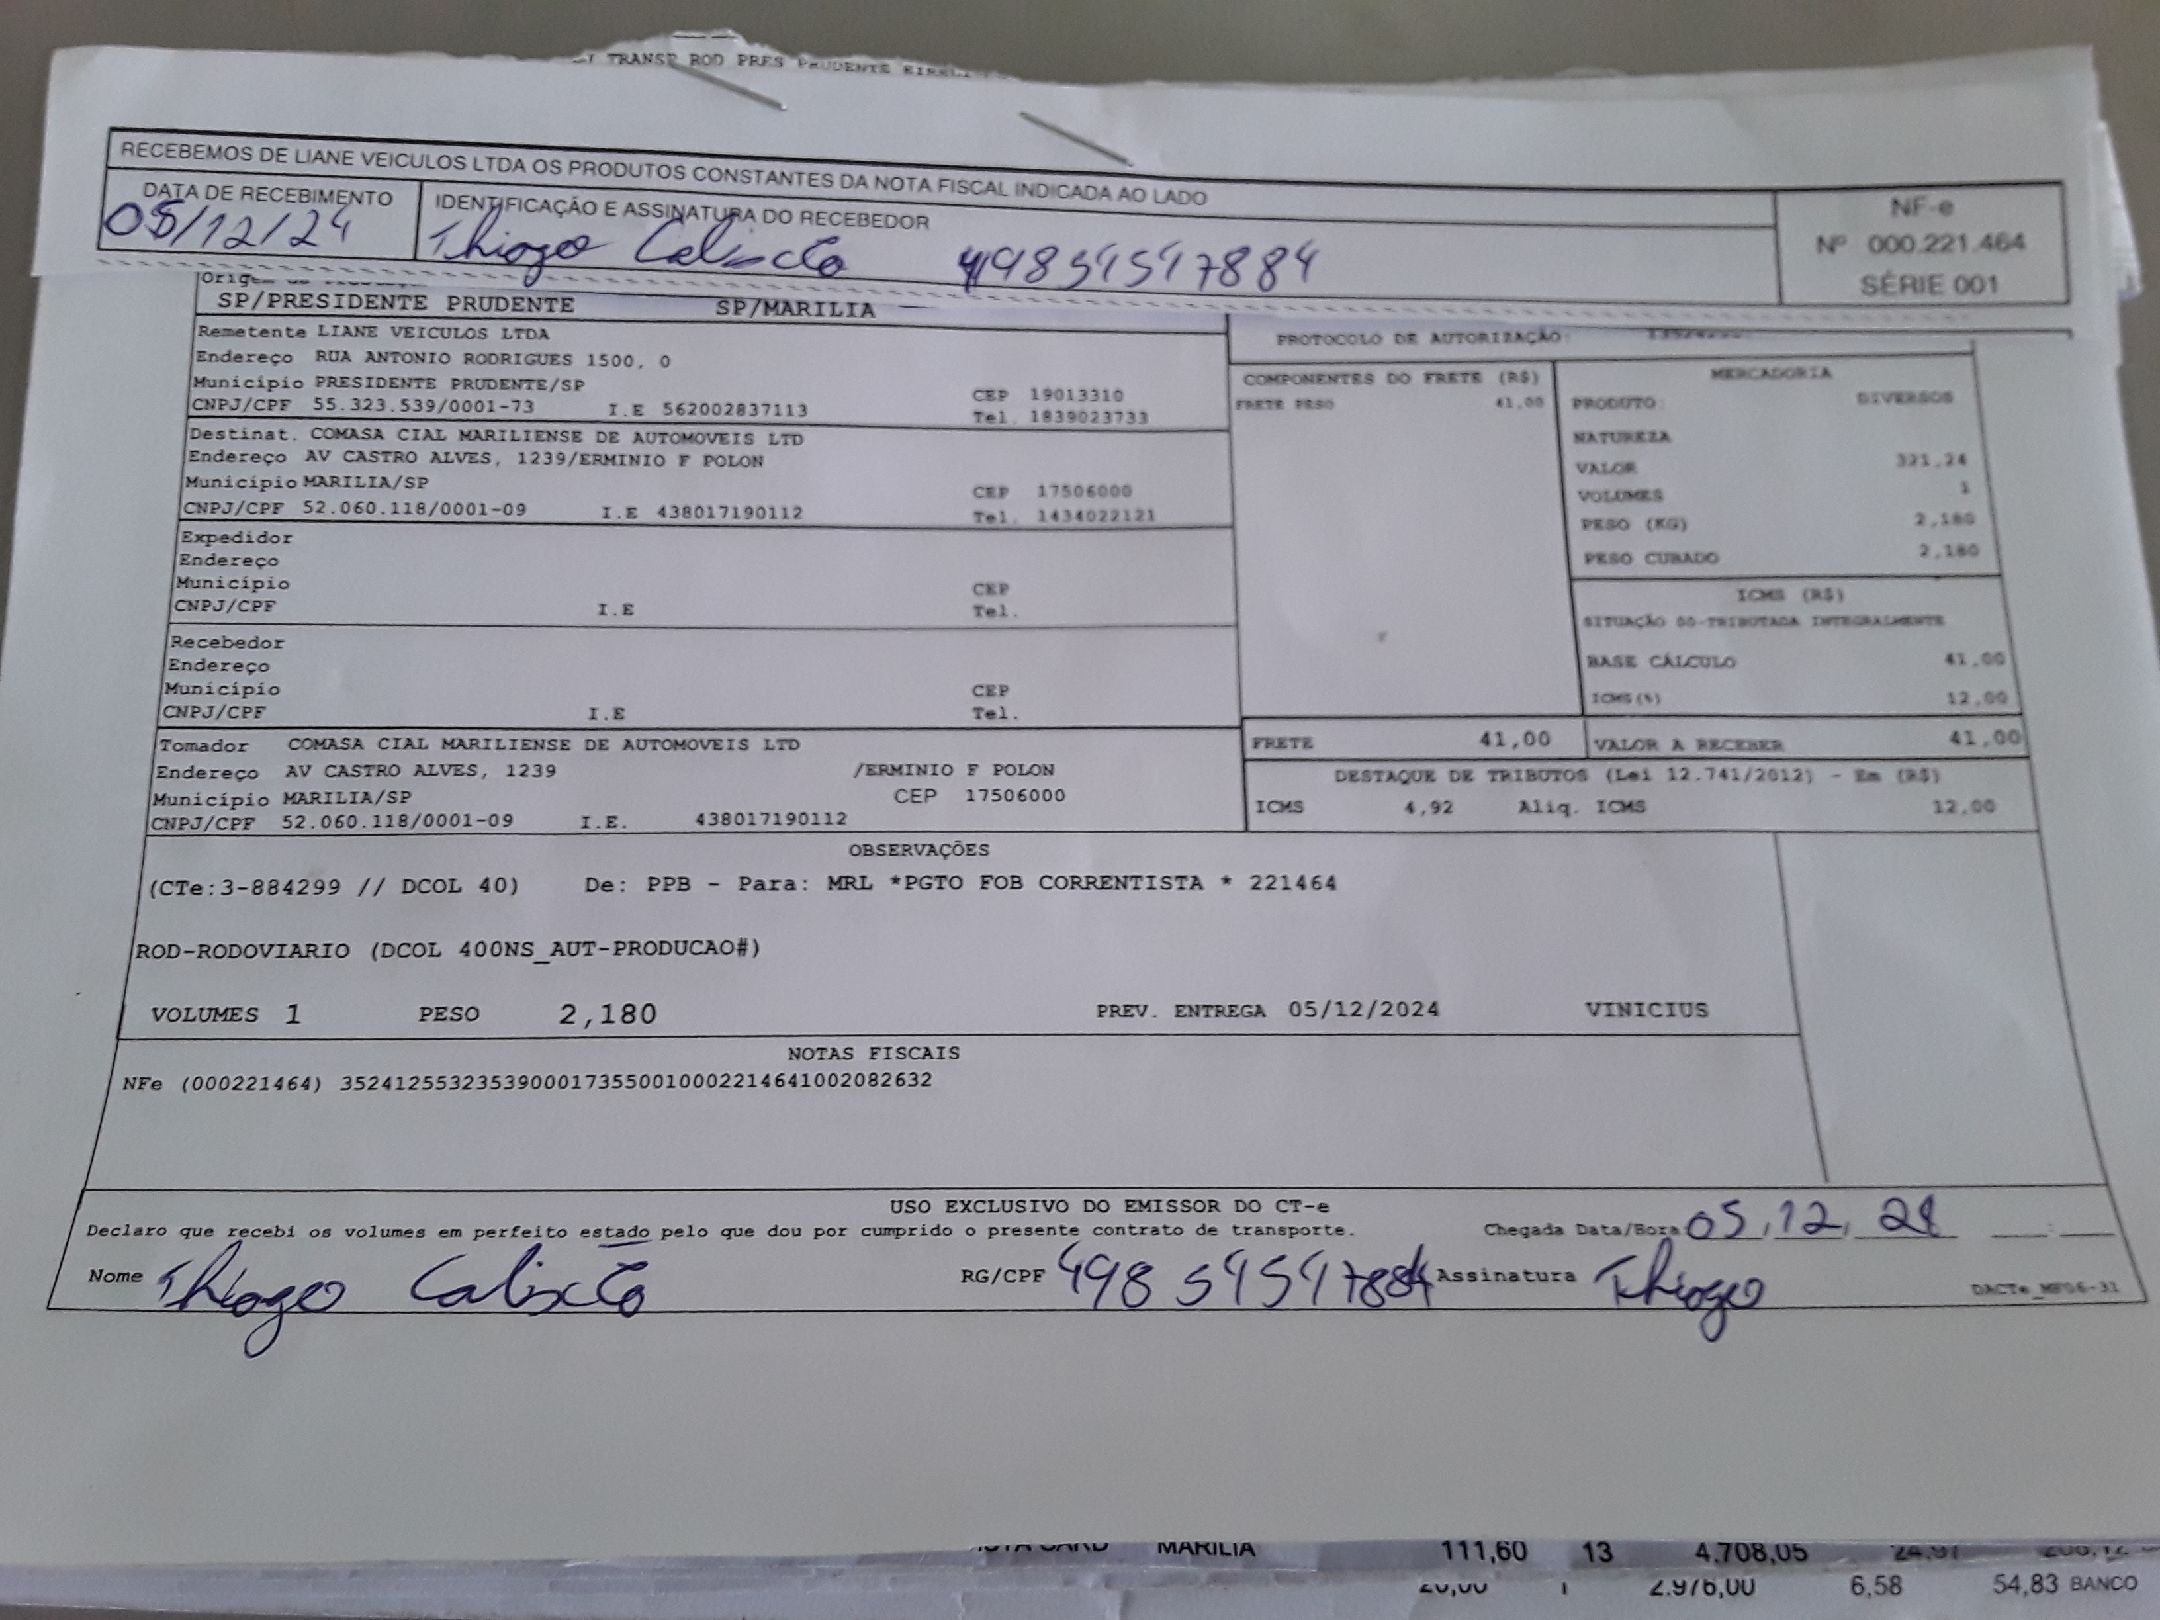 TRANSP ROD PRES PRUDENTE
RECEBEMOS DE LIANE VEICULOS LTDA OS PRODUTOS CONSTANTES DA NOTA FISCAL INDICADA AO LADO
DATA DE RECEBIMENTO
05/12/24
IDENTIFICAÇÃO E ASSINATURA DO RECEBEDOR
Thiago Calixto 49854547884
NF-e
Nº 000.221.464
SÉRIE 001
SP/PRESIDENTE PRUDENTE SP/MARILIA
Remetente LIANE VEICULOS LTDA
Endereço RUA ANTONIO RODRIGUES 1500, 0
Município PRESIDENTE PRUDENTE/SP CEP 19013310
CNPJ/CPF 55.323.539/0001-73 I.E 562002837113 Tel. 1839023733
Destinat. COMASA CIAL MARILIENSE DE AUTOMOVEIS LTD
Endereço AV CASTRO ALVES, 1239/ERMINIO F POLON
Município MARILIA/SP CEP 17506000
CNPJ/CPF 52.060.118/0001-09 I.E 438017190112 Tel. 1434022121
Expedidor
Endereço
Município CEP
CNPJ/CPF I.E Tel.
Recebedor
Endereço
Município CEP
CNPJ/CPF I.E Tel.
Tomador COMASA CIAL MARILIENSE DE AUTOMOVEIS LTD
Endereço AV CASTRO ALVES, 1239 /ERMINIO F POLON
Município MARILIA/SP CEP 17506000
CNPJ/CPF 52.060.118/0001-09 I.E. 438017190112
PROTOCOLO DE AUTORIZAÇÃO:
COMPONENTES DO FRETE (R$)
FRETE PESO 41,00
MERCADORIA
PRODUTO: DIVERSOS
NATUREZA
VALOR 321,24
VOLUMES 1
PESO (KG) 2,180
PESO CUBADO 2,180
ICMS (R$)
SITUAÇÃO 00-TRIBUTADA INTEGRALMENTE
BASE CÁLCULO 41,00
ICMS(%) 12,00
FRETE 41,00 VALOR A RECEBER 41,00
DESTAQUE DE TRIBUTOS (Lei 12.741/2012) - Em (R$)
ICMS 4,92 Aliq. ICMS 12,00
OBSERVAÇÕES
(CTe:3-884299 // DCOL 40) De: PPB - Para: MRL *PGTO FOB CORRENTISTA * 221464
ROD-RODOVIARIO (DCOL 400NS_AUT-PRODUCAO#)
VOLUMES 1 PESO 2,180 PREV. ENTREGA 05/12/2024 VINICIUS
NOTAS FISCAIS
NFe (000221464) 35241255323539000173550010002214641002082632
USO EXCLUSIVO DO EMISSOR DO CT-e
Declaro que recebi os volumes em perfeito estado pelo que dou por cumprido o presente contrato de transporte. Chegada Data/Hora 05,12,24 :
Nome Thiago Calixto RG/CPF 49854547884 Assinatura Thiago
MARILIA 111,60 13 4.708,05 24,91
2.976,00 6,58 54,83 BANCO